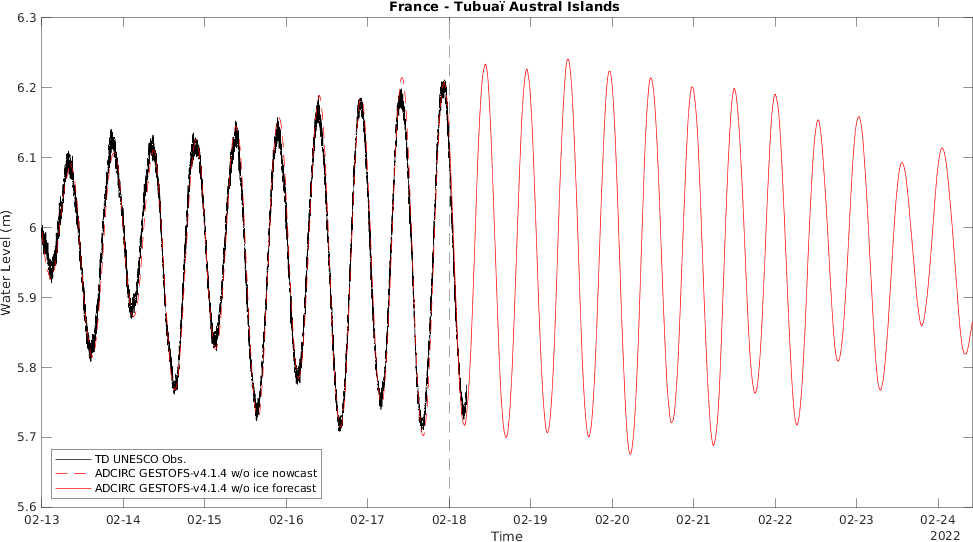 France - Tubuaï Austral Islands
6.3
6.2
6.1
6
5.9
5.8
5.7
5.6
Water Level (m)
TD UNESCO Obs.
ADCIRC GESTOFS-v4.1.4 w/o ice nowcast
ADCIRC GESTOFS-v4.1.4 w/o ice forecast
02-13 02-14 02-15 02-16 02-17 02-18 02-19 02-20 02-21 02-22 02-23 02-24
Time
2022